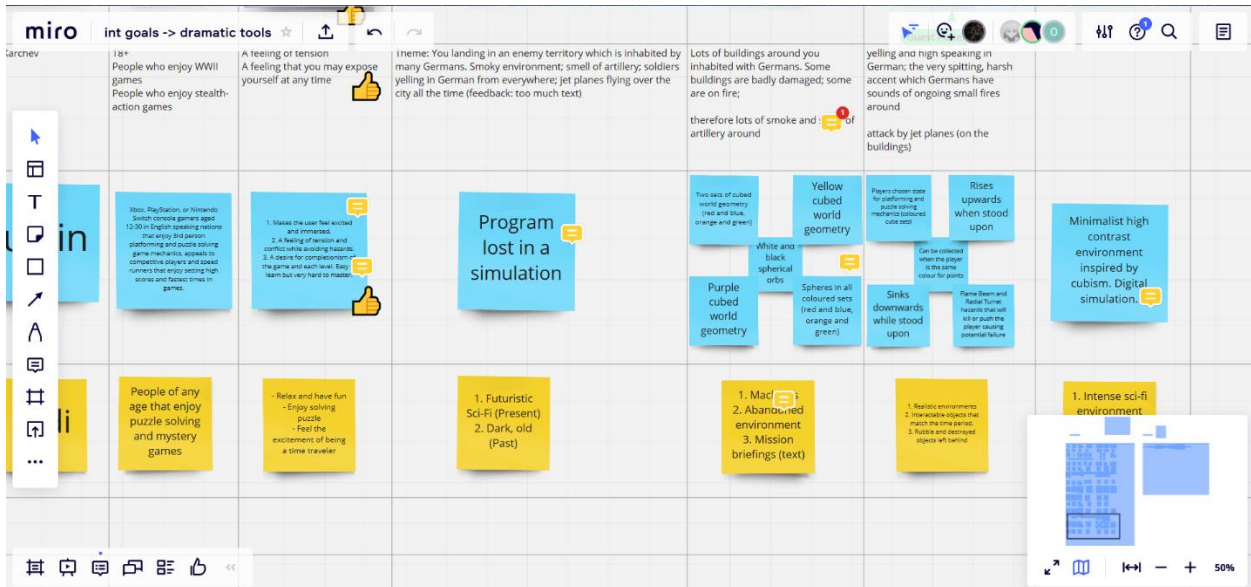 miro
int goals -> dramatic tools
1
Karchev
18+
People who enjoy WWII
games
People who enjoy stealth-
action games
A feeling of tension
A feeling that you may expose
yourself at any time
Theme: You landing in an enemy territory which is inhabited by
many Germans. Smoky environment; smell of artillery; soldiers
yelling in German from everywhere; jet planes flying over the
city all the time (feedback: too much text)
Lots of buildings around you
inhabited with Germans. Some
buildings are badly damaged; some
are on fire;
therefore lots of smoke and of
artillery around
1
yelling and high speaking in
German; the very spitting, harsh
accent which Germans have
sounds of ongoing small fires
around
attack by jet planes (on the
buildings)
in
Xbox, PlayStation, or Nintendo
Switch console gamers aged
12-30 in English speaking nations
that enjoy 3rd person
platforming and puzzle solving
game mechanics, appeals to
competitive players and speed
runners that enjoy setting high
scores and fastest times in
games.
1. Makes the user feel excited
and immersed.
2. A feeling of tension and
conflict while avoiding hazards.
3. A desire for completionism of
the game and each level. Easy
learn but very hard to master.
Program
lost in a
simulation
Two sets of cubed
world geometry
(red and blue,
orange and green)
Yellow
cubed
world
geometry
White and
black
spherical
orbs
Purple
cubed
world
geometry
Spheres in all
coloured sets
(red and blue,
orange and
green)
Players chosen state
for platforming and
puzzle solving
mechanics (coloured
cube sets)
Rises
upwards
when stood
upon
Can be collected
when the player
is the same
colour for points
Sinks
downwards
while stood
upon
Flame Beam and
Radial Turret
hazards that will
kill or push the
player causing
potential failure
Minimalist high
contrast
environment
inspired by
cubism. Digital
simulation.
di
People of any
age that enjoy
puzzle solving
and mystery
games
- Relax and have fun
- Enjoy solving
puzzle
- Feel the
excitement of being
a time traveler
1. Futuristic
Sci-Fi (Present)
2. Dark, old
(Past)
1.
2. Abandoned
environment
3. Mission
briefings (text)
1. Realistic environments
2. Interactable objects that
match the time period.
3. Rubble and destroyed
objects left behind
1. Intense sci-fi
environment
50%